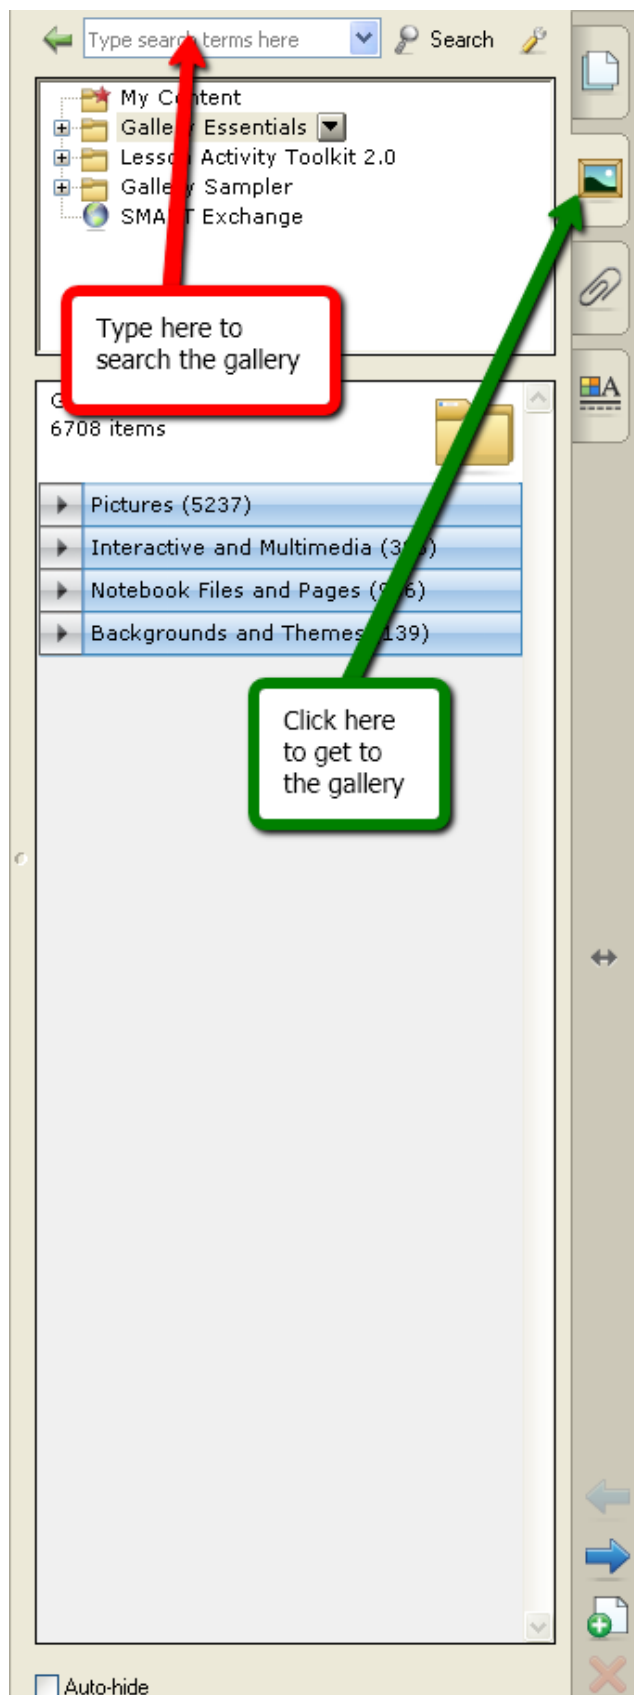 Type search terms here
Search
My Content
Gallery Essentials
Lesson Activity Toolkit 2.0
Gallery Sampler
SMART Exchange
Type here to
search the gallery
6708 items
Pictures (5237)
Interactive and Multimedia
Notebook Files and Pages
Backgrounds and Themes 139)
Click here
to get to
the gallery
A
Auto-hide